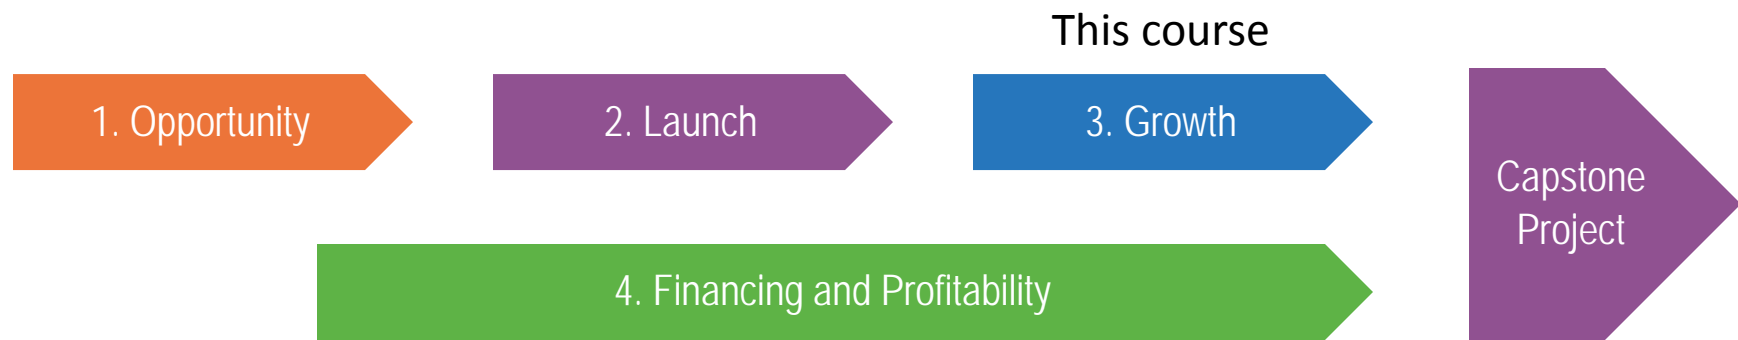 This course
1. Opportunity
2. Launch
3. Growth
Capstone
Project
4. Financing and Profitability